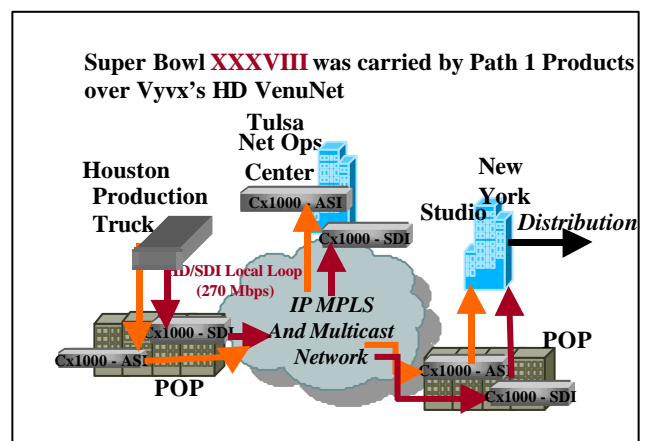 Super Bowl XXXVIII was carried by Path 1 Products
over Vyvx's HD VenuNet
Tulsa
Net Ops
Center
Houston
Production
Truck
New
York
Studio
Distribution
Cx1000 - ASI
Cx1000 - SDI
HD/SDI Local Loop
(270 Mbps)
IP MPLS
And Multicast
Network
Cx1000 - SDI
Cx1000 - ASI
POP
POP
Cx1000 - ASI
Cx1000 - SDI